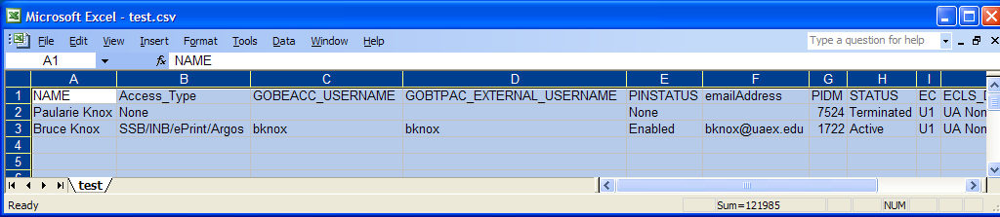 Microsoft Excel - test.csv
File Edit View Insert Format Tools Data Window Help Type a question for help
A1 fx NAME
A B C D E F G H I
1 NAME Access_Type GOBEACC_USERNAME GOBTPAC_EXTERNAL_USERNAME PINSTATUS emailAddress PIDM STATUS EC ECLS_D
2 Paularie Knox None None 7524 Terminated U1 UA Non
3 Bruce Knox SSB/INB/ePrint/Argos bknox bknox Enabled bknox@uaex.edu 1722 Active U1 UA Non
4
5
6
test
Ready Sum=121985 NUM